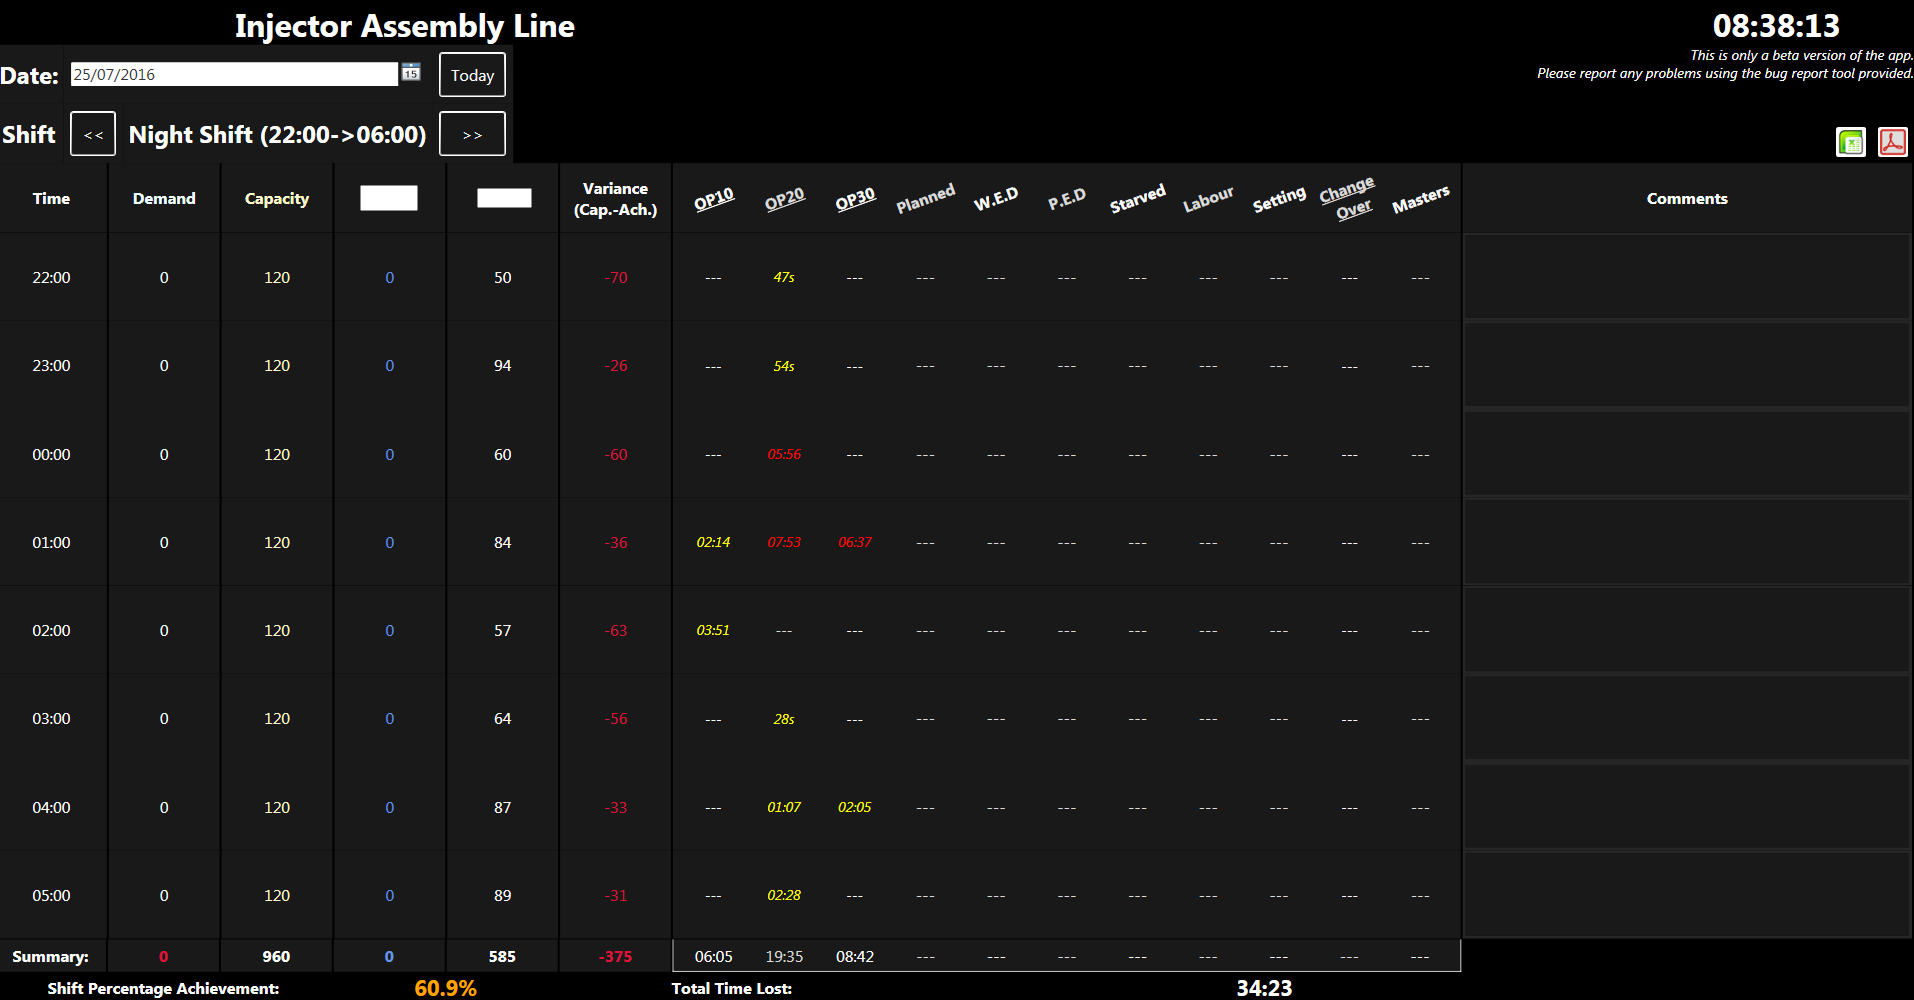 Injector Assembly Line
08:38:13
This is only a beta version of the app.
Please report any problems using the bug report tool provided.
Date: 25/07/2016 15 Today
Shift << Night Shift (22:00->06:00) >>
Time Demand Capacity Variance (Cap.-Ach.) OP10 OP20 OP30 Planned W.E.D P.E.D Starved Labour Setting Change Over Masters Comments
22:00 0 120 0 50 -70 --- 47s --- --- --- --- --- --- --- --- ---
23:00 0 120 0 94 -26 --- 54s --- --- --- --- --- --- --- --- ---
00:00 0 120 0 60 -60 --- 05:56 --- --- --- --- --- --- --- --- ---
01:00 0 120 0 84 -36 02:14 07:53 06:37 --- --- --- --- --- --- --- ---
02:00 0 120 0 57 -63 03:51 --- --- --- --- --- --- --- --- --- ---
03:00 0 120 0 64 -56 --- 28s --- --- --- --- --- --- --- --- ---
04:00 0 120 0 87 -33 --- 01:07 02:05 --- --- --- --- --- --- --- ---
05:00 0 120 0 89 -31 --- 02:28 --- --- --- --- --- --- --- --- ---
Summary: 0 960 0 585 -375 06:05 19:35 08:42 --- --- --- --- --- --- --- ---
Shift Percentage Achievement: 60.9% Total Time Lost: 34:23